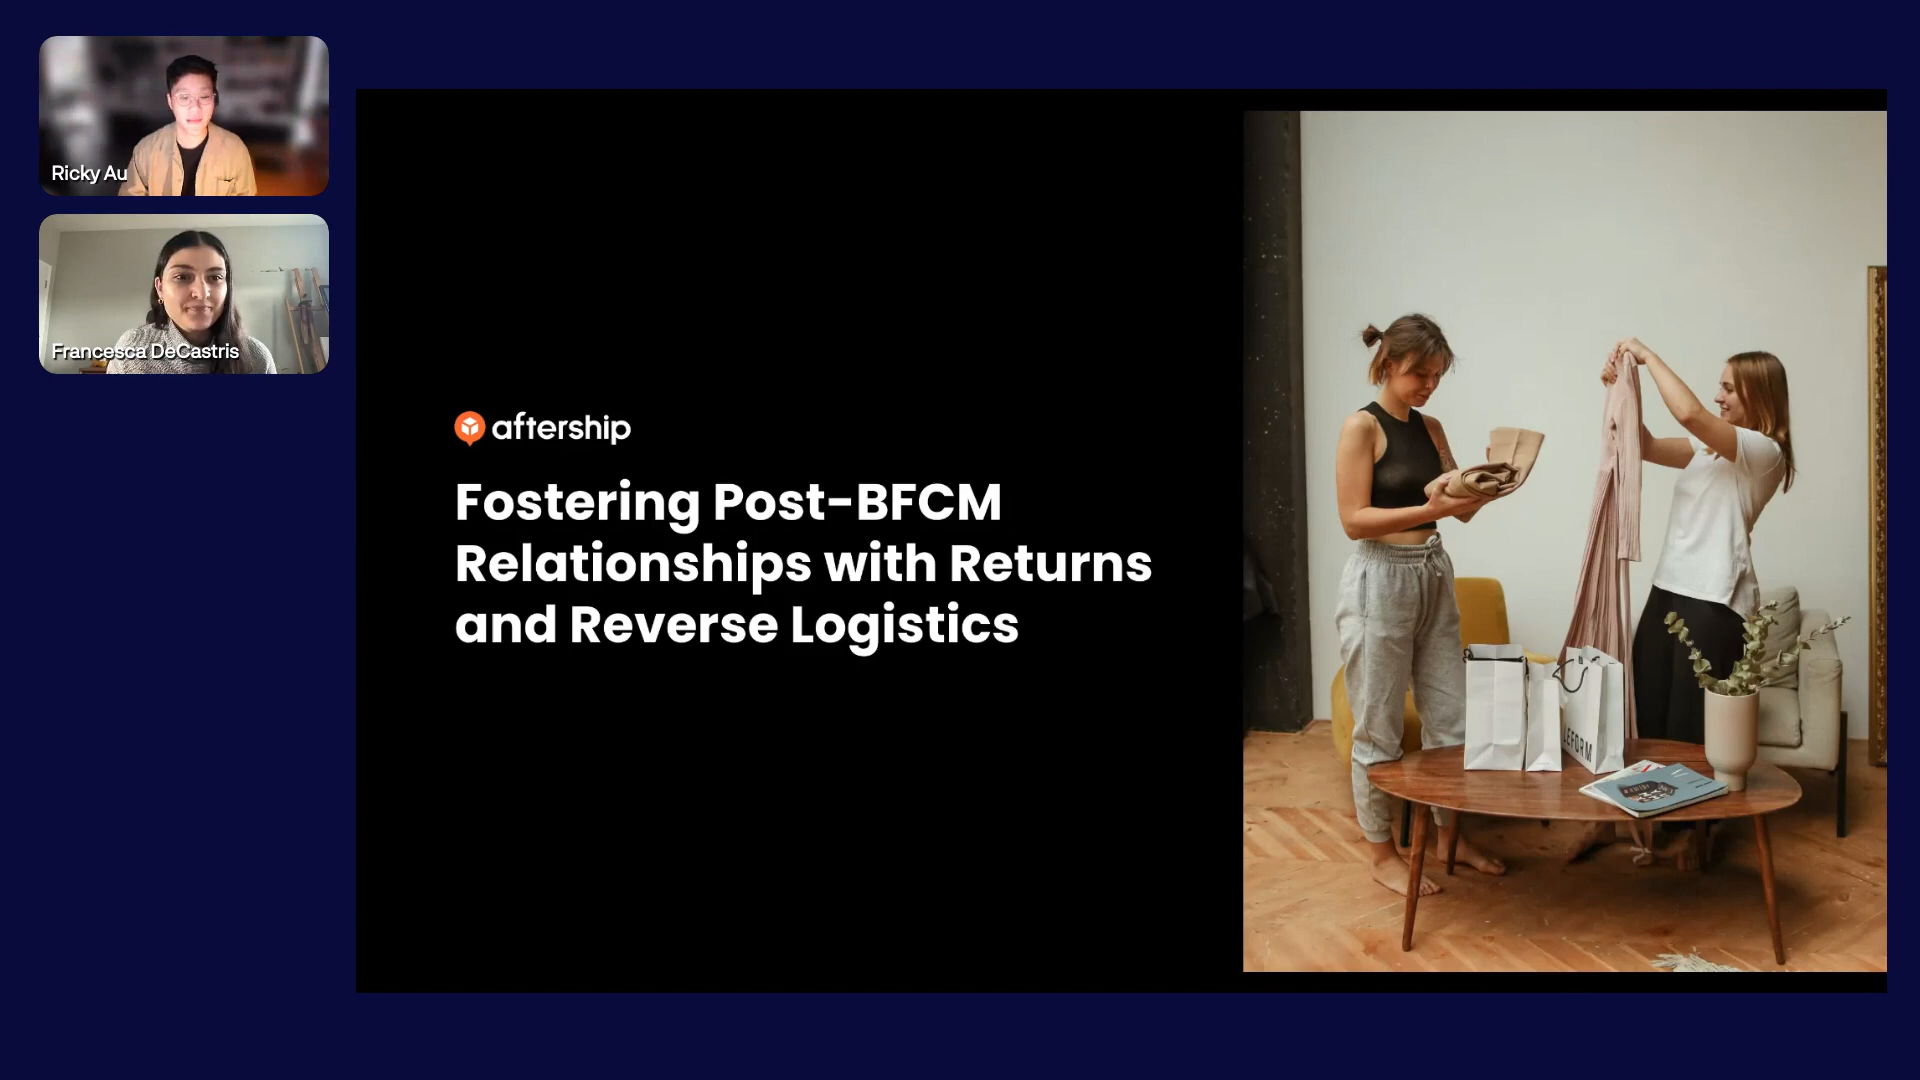 Ricky Au
Francesca DeCastris
aftership
Fostering Post-BFCM
Relationships with Returns
and Reverse Logistics